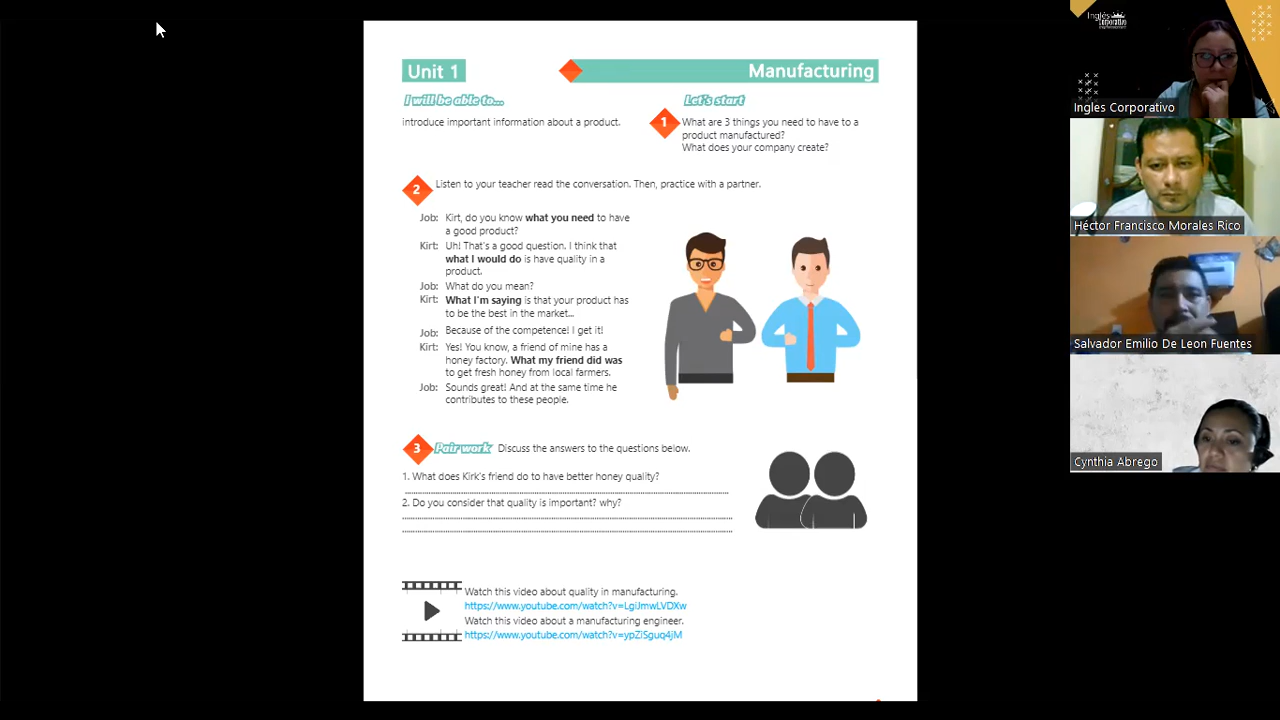 Unit 1
Manufacturing
I will be able to...
introduce important information about a product.
Let's start
1
What are 3 things you need to have to a
product manufactured?
What does your company create?
2
Listen to your teacher read the conversation. Then, practice with a partner.
Job: Kirt, do you know what you need to have
a good product?
Kirt: Uh! That's a good question. I think that
what I would do is have quality in a
product.
Job: What do you mean?
Kirt: What I'm saying is that your product has
to be the best in the market...
Job: Because of the competence! I get it!
Kirt: Yes! You know, a friend of mine has a
honey factory. What my friend did was
to get fresh honey from local farmers.
Job: Sounds great! And at the same time he
contributes to these people.
3
Pair work Discuss the answers to the questions below.
1. What does Kirk's friend do to have better honey quality?
2. Do you consider that quality is important? why?
Watch this video about quality in manufacturing.
https://www.youtube.com/watch?v=LgiJmwLVDXw
Watch this video about a manufacturing engineer.
https://www.youtube.com/watch?v=ypZiSguq4jM
Inglés
Corporativo
Ingles Corporativo
Héctor Francisco Morales Rico
Salvador Emilio De Leon Fuentes
Cynthia Abrego